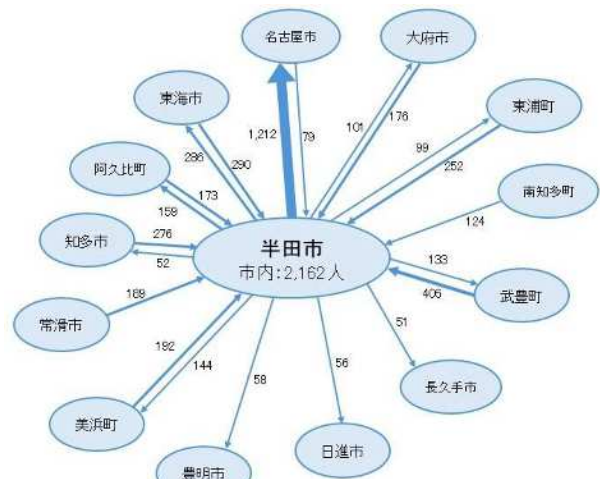 名古屋市
大府市
東海市
東浦町
1,212
79
101
176
99
252
286
290
阿久比町
173
159
南知多町
124
知多市
276
52
半田市
市内:2,162人
133
406
武豊町
常滑市
189
192
144
51
長久手市
58
56
美浜町
日進市
豊明市